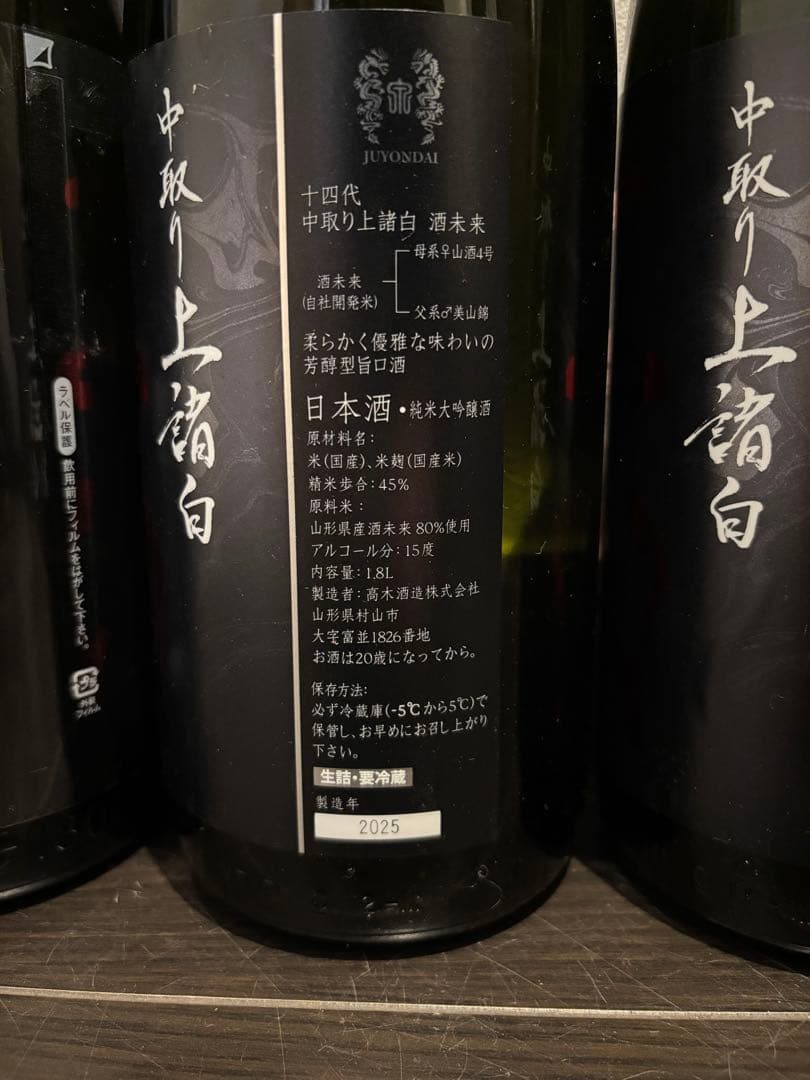 中取り上諸白
JUYONDAI
十四代
中取り上諸白 酒未来
母系♀山酒4号
酒未来
(自社開発米)
父系♂美山錦
柔らかく優雅な味わいの
芳醇型旨口酒
日本酒・純米大吟醸酒
原材料名:
米(国産)、米麹(国産米)
精米歩合:45%
原料米:
山形県産酒未来 80%使用
アルコール分:15度
内容量:1.8L
製造者:高木酒造株式会社
山形県村山市
大字富並1826番地
お酒は20歳になってから。
保存方法:
必ず冷蔵庫(-5℃から5℃)で
保管し、お早めにお召し上がり
下さい。
生詰・要冷蔵
製造年
2025
中取り上諸白
ラベル保護
飲用前にフィルムをはがして下さい。
プラ
外装
フィルム